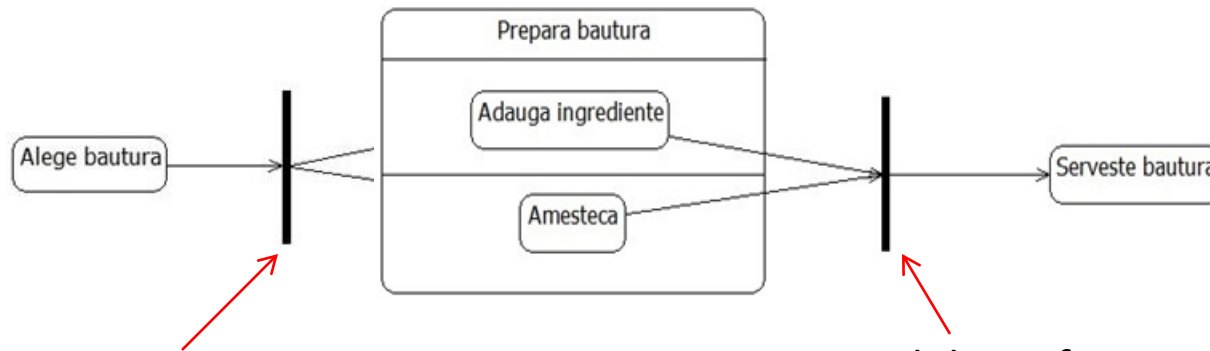 Prepara bautura
Adauga ingrediente
Alege bautura
Serveste bautura
Amesteca